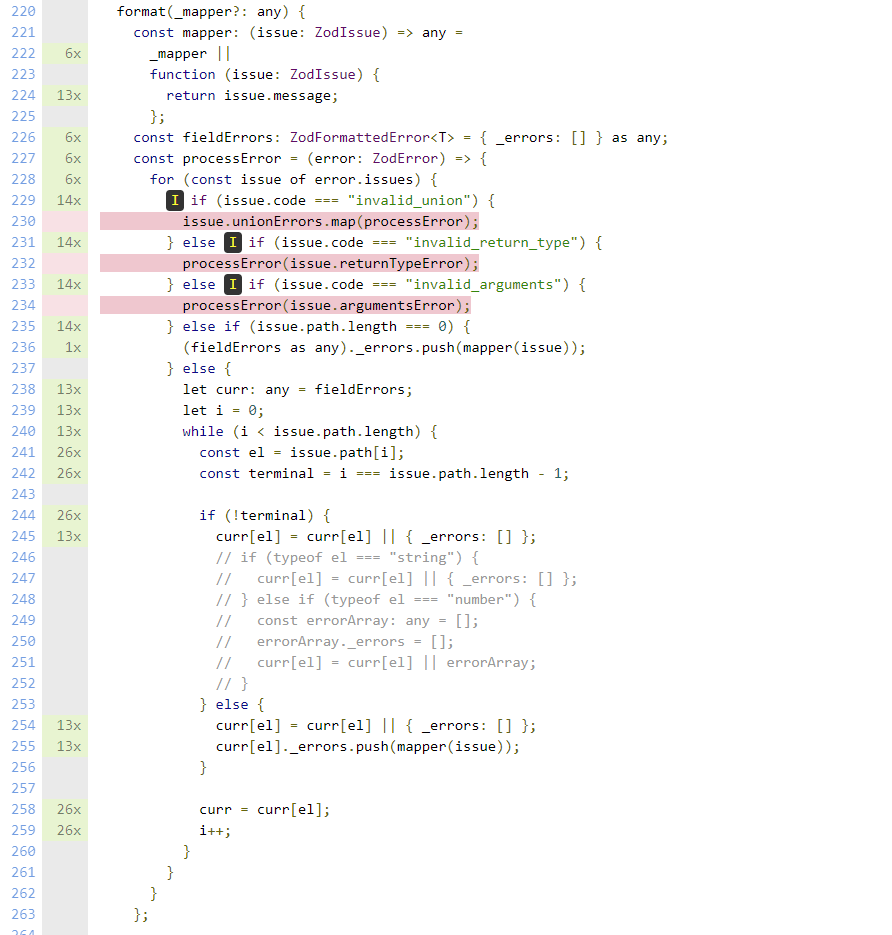 220 format(_mapper?: any) {
221 const mapper: (issue: ZodIssue) => any =
222 6x _mapper ||
223 function (issue: ZodIssue) {
224 13x return issue.message;
225 };
226 6x const fieldErrors: ZodFormattedError<T> = { _errors: [] } as any;
227 6x const processError = (error: ZodError) => {
228 6x for (const issue of error.issues) {
229 14x I if (issue.code === "invalid_union") {
230 issue.unionErrors.map(processError);
231 14x } else I if (issue.code === "invalid_return_type") {
232 processError(issue.returnTypeError);
233 14x } else I if (issue.code === "invalid_arguments") {
234 processError(issue.argumentsError);
235 14x } else if (issue.path.length === 0) {
236 1x (fieldErrors as any)._errors.push(mapper(issue));
237 } else {
238 13x let curr: any = fieldErrors;
239 13x let i = 0;
240 13x while (i < issue.path.length) {
241 26x const el = issue.path[i];
242 26x const terminal = i === issue.path.length - 1;
243
244 26x if (!terminal) {
245 13x curr[el] = curr[el] || { _errors: [] };
246 // if (typeof el === "string") {
247 //   curr[el] = curr[el] || { _errors: [] };
248 // } else if (typeof el === "number") {
249 //   const errorArray: any = [];
250 //   errorArray._errors = [];
251 //   curr[el] = curr[el] || errorArray;
252 // }
253 } else {
254 13x curr[el] = curr[el] || { _errors: [] };
255 13x curr[el]._errors.push(mapper(issue));
256 }
257
258 26x curr = curr[el];
259 26x i++;
260 }
261 }
262 }
263 };
264